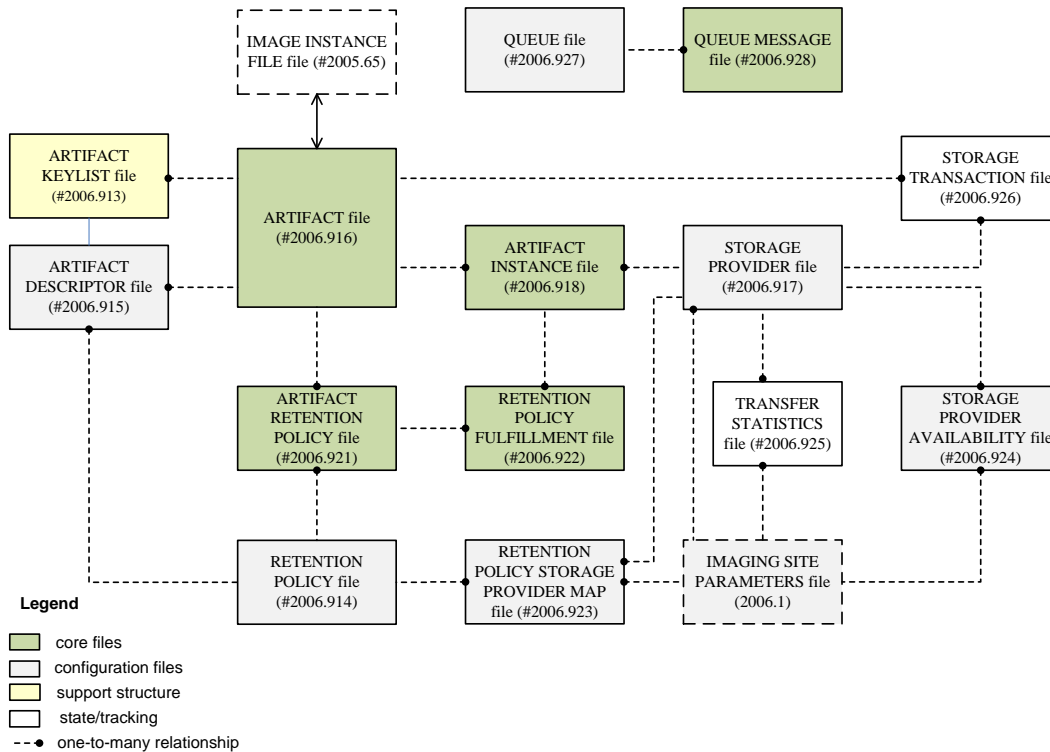 IMAGE INSTANCE
FILE file (#2005.65)
QUEUE file
(#2006.927)
QUEUE MESSAGE
file (#2006.928)
ARTIFACT
KEYLIST file
(#2006.913)
ARTIFACT file
(#2006.916)
STORAGE
TRANSACTION file
(#2006.926)
ARTIFACT
DESCRIPTOR file
(#2006.915)
ARTIFACT
INSTANCE file
(#2006.918)
STORAGE
PROVIDER file
(#2006.917)
ARTIFACT
RETENTION
POLICY file
(#2006.921)
RETENTION
POLICY
FULFILLMENT file
(#2006.922)
TRANSFER
STATISTICS
file (#2006.925)
STORAGE
PROVIDER
AVAILABILITY file
(#2006.924)
RETENTION
POLICY file
(#2006.914)
RETENTION
POLICY STORAGE
PROVIDER MAP
file (#2006.923)
IMAGING SITE
PARAMETERS file
(2006.1)
Legend
core files
configuration files
support structure
state/tracking
one-to-many relationship